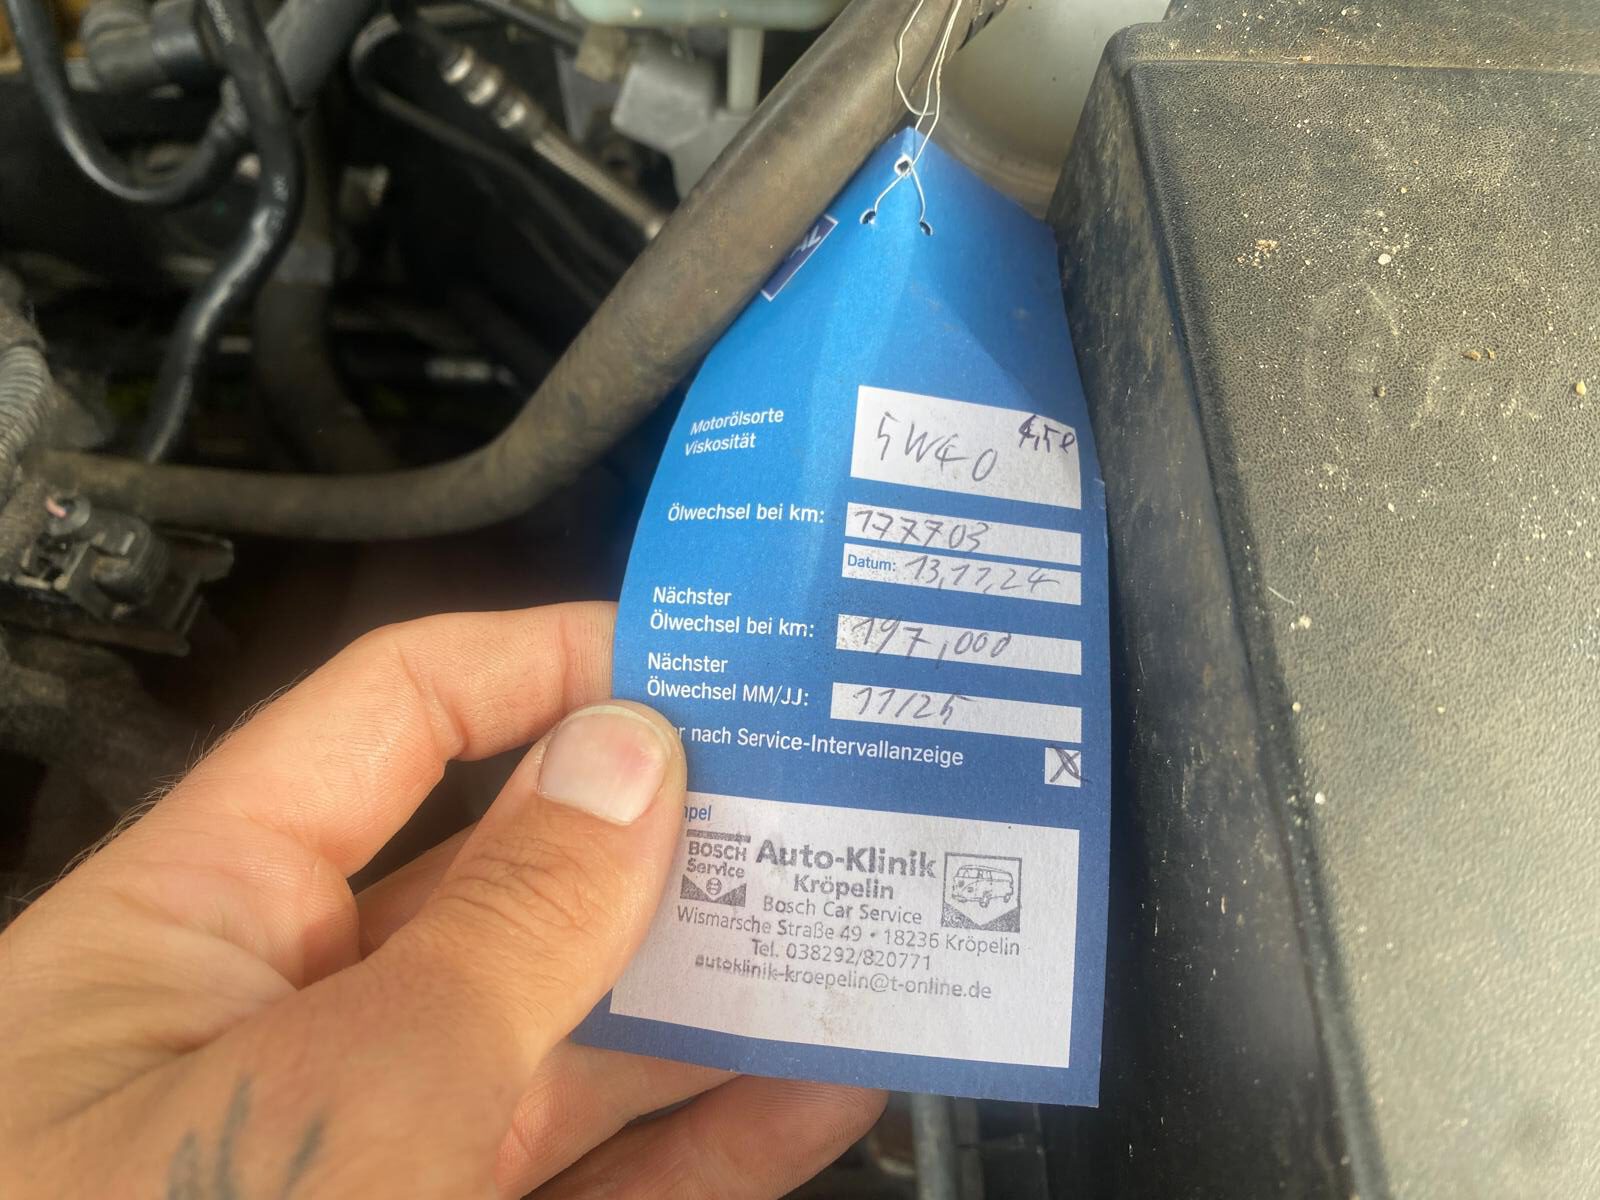 Motorölsorte
Viskosität
5W40 4,5l
Ölwechsel bei km: 177703
Datum: 13,11,24
Nächster
Ölwechsel bei km: 197,000
Nächster
Ölwechsel MM/JJ: 11/25
nach Service-Intervallanzeige X
BOSCH
Service
Auto-Klinik
Kröpelin
Bosch Car Service
Wismarsche Straße 49 • 18236 Kröpelin
Tel. 038292/820771
autoklinik-kroepelin@t-online.de